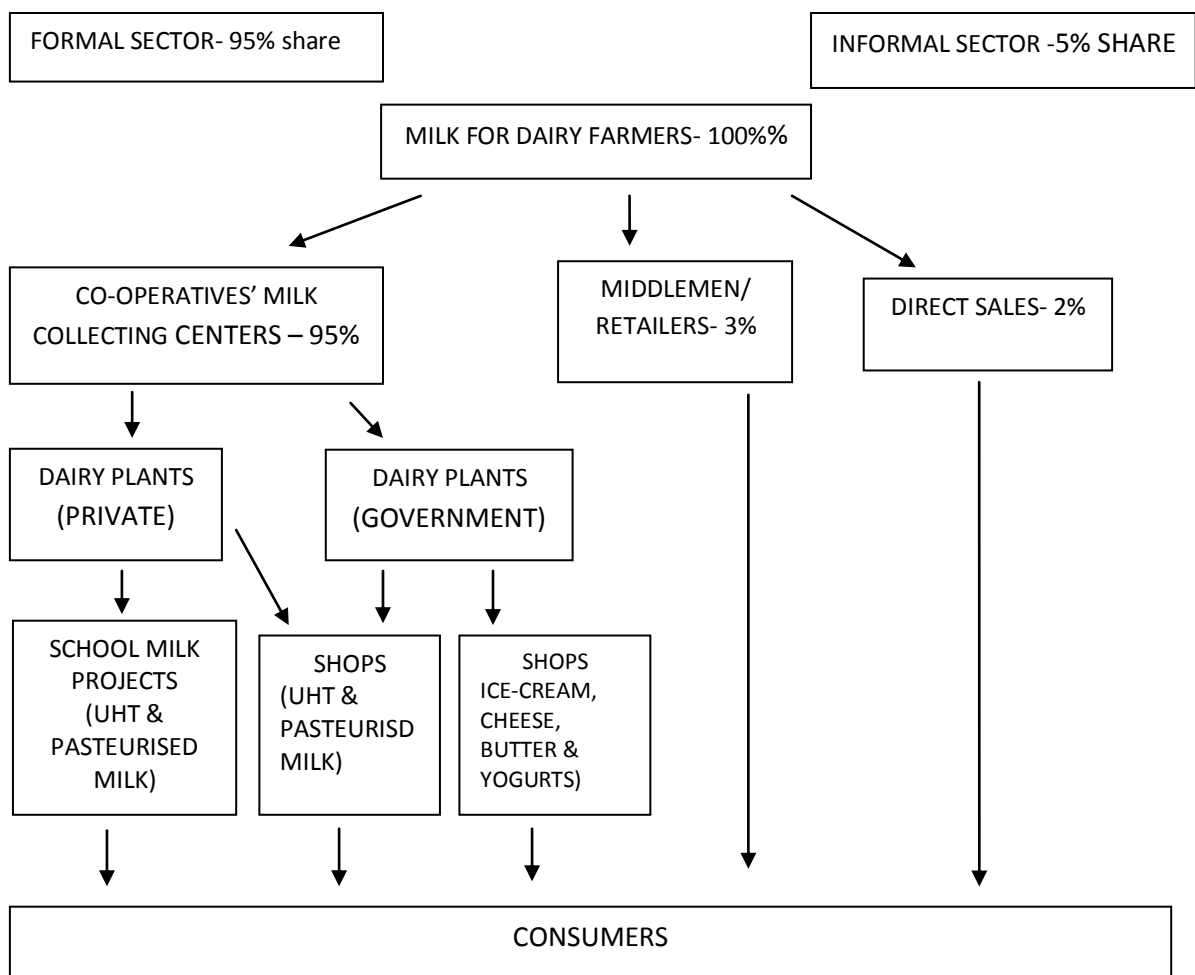 FORMAL SECTOR- 95% share
INFORMAL SECTOR -5% SHARE
MILK FOR DAIRY FARMERS- 100%%
CO-OPERATIVES’ MILK
COLLECTING CENTERS – 95%
MIDDLEMEN/
RETAILERS- 3%
DIRECT SALES- 2%
DAIRY PLANTS
(PRIVATE)
DAIRY PLANTS
(GOVERNMENT)
SCHOOL MILK
PROJECTS
(UHT &
PASTEURISED
MILK)
SHOPS
(UHT &
PASTEURISD
MILK)
SHOPS
ICE-CREAM,
CHEESE,
BUTTER &
YOGURTS)
CONSUMERS